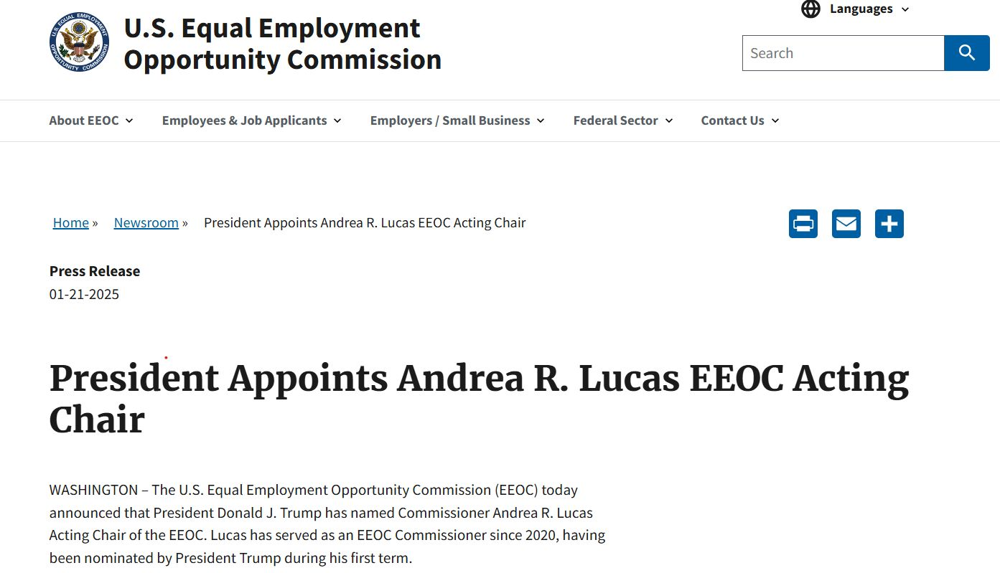 Languages
U.S. EQUAL EMPLOYMENT OPPORTUNITY COMMISSION
U.S. Equal Employment
Opportunity Commission
Search
About EEOC
Employees & Job Applicants
Employers / Small Business
Federal Sector
Contact Us
Home » Newsroom » President Appoints Andrea R. Lucas EEOC Acting Chair
Press Release
01-21-2025
President Appoints Andrea R. Lucas EEOC Acting
Chair
WASHINGTON – The U.S. Equal Employment Opportunity Commission (EEOC) today
announced that President Donald J. Trump has named Commissioner Andrea R. Lucas
Acting Chair of the EEOC. Lucas has served as an EEOC Commissioner since 2020, having
been nominated by President Trump during his first term.